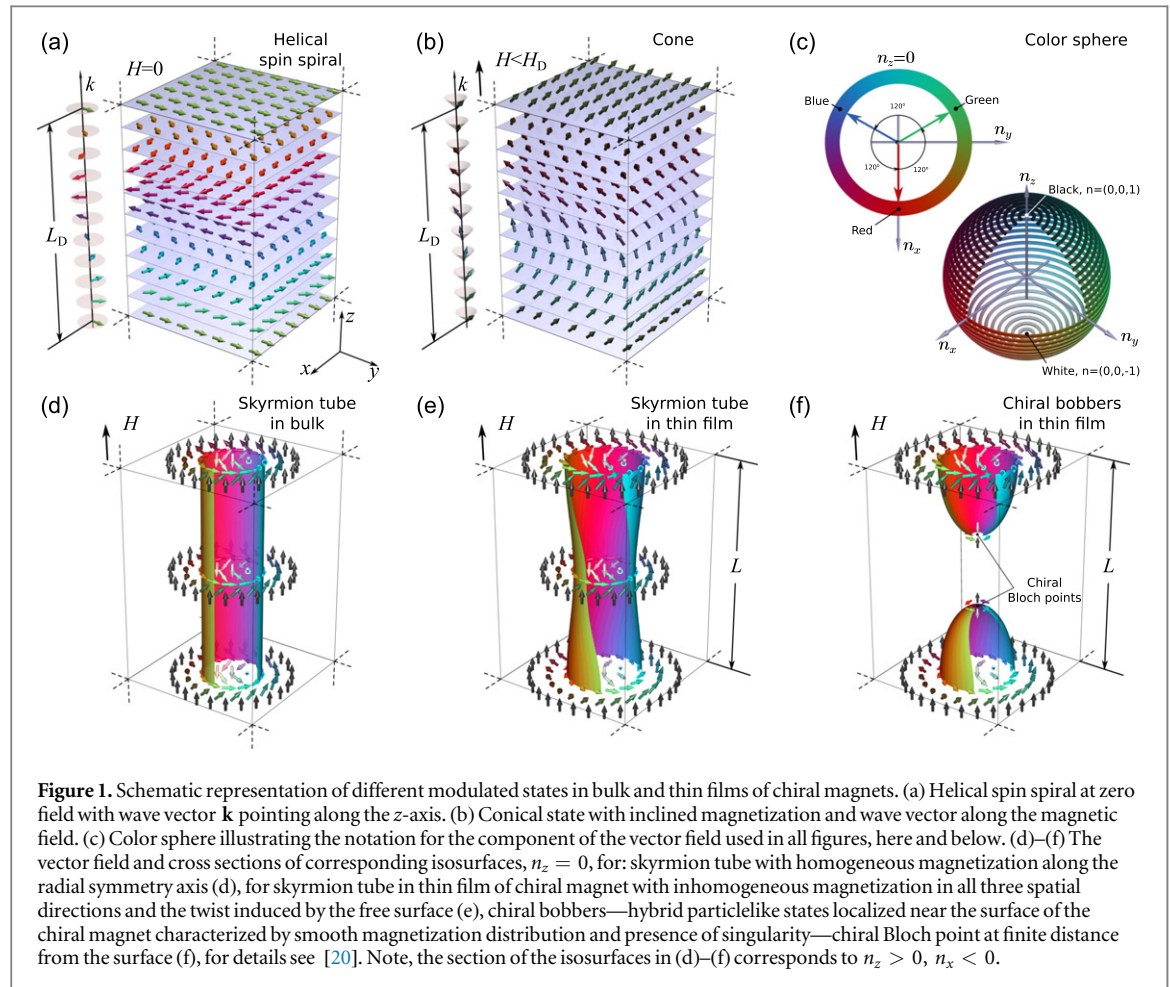 (a)
Helical
spin spiral
H=0
k
L_D
z
x
y
(b)
Cone
H<H_D
k
L_D
(c)
Color sphere
n_z=0
Blue
Green
120°
120°
120°
n_y
Red
n_x
n_z
Black, n=(0,0,1)
n_x
n_y
White, n=(0,0,-1)
(d)
Skyrmion tube
in bulk
H
(e)
Skyrmion tube
in thin film
H
L
(f)
Chiral bobbers
in thin film
H
L
Chiral
Bloch points
Figure 1. Schematic representation of different modulated states in bulk and thin films of chiral magnets. (a) Helical spin spiral at zero
field with wave vector k pointing along the z-axis. (b) Conical state with inclined magnetization and wave vector along the magnetic
field. (c) Color sphere illustrating the notation for the component of the vector field used in all figures, here and below. (d)–(f) The
vector field and cross sections of corresponding isosurfaces, n_z = 0, for: skyrmion tube with homogeneous magnetization along the
radial symmetry axis (d), for skyrmion tube in thin film of chiral magnet with inhomogeneous magnetization in all three spatial
directions and the twist induced by the free surface (e), chiral bobbers—hybrid particlelike states localized near the surface of the
chiral magnet characterized by smooth magnetization distribution and presence of singularity—chiral Bloch point at finite distance
from the surface (f), for details see [20]. Note, the section of the isosurfaces in (d)–(f) corresponds to n_z > 0, n_x < 0.